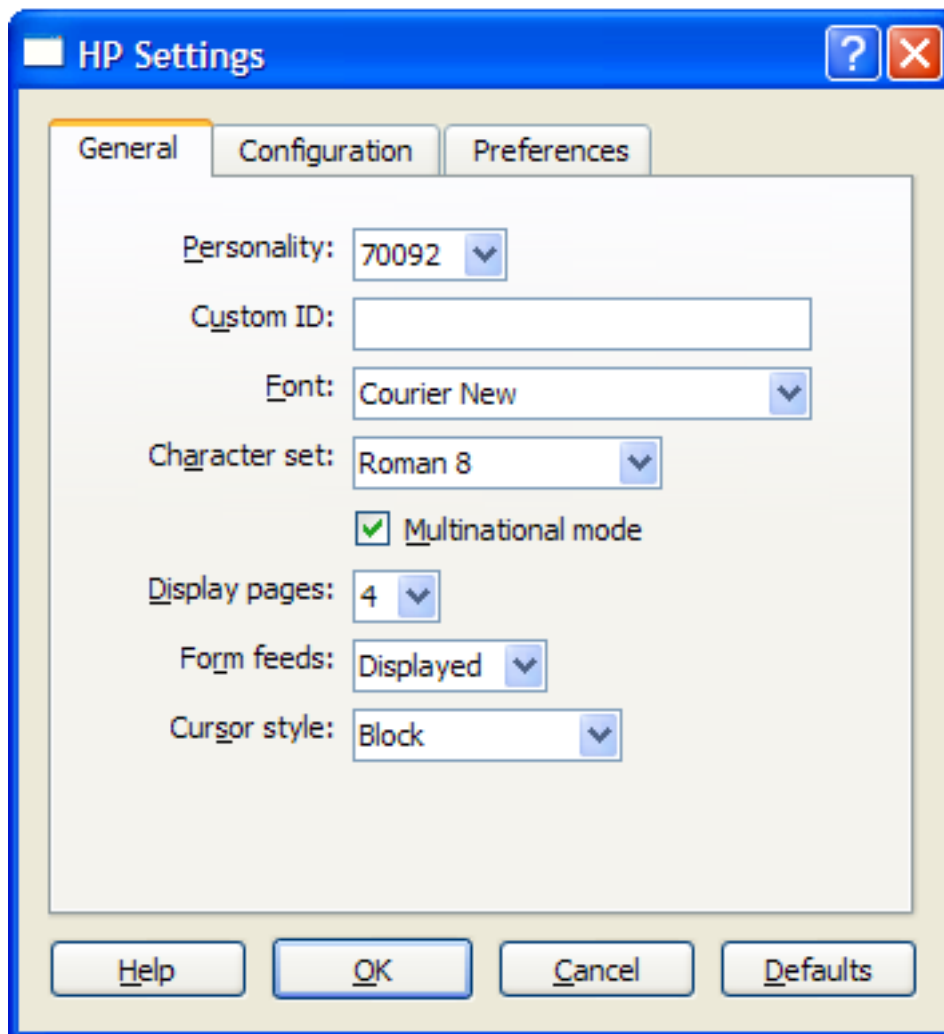 HP Settings
General Configuration Preferences
Personality: 70092
Custom ID:
Font: Courier New
Character set: Roman 8
Multinational mode
Display pages: 4
Form feeds: Displayed
Cursor style: Block
Help OK Cancel Defaults